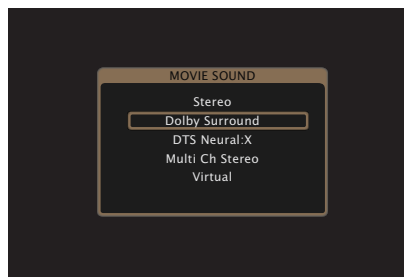 MOVIE SOUND
Stereo
Dolby Surround
DTS Neural:X
Multi Ch Stereo
Virtual